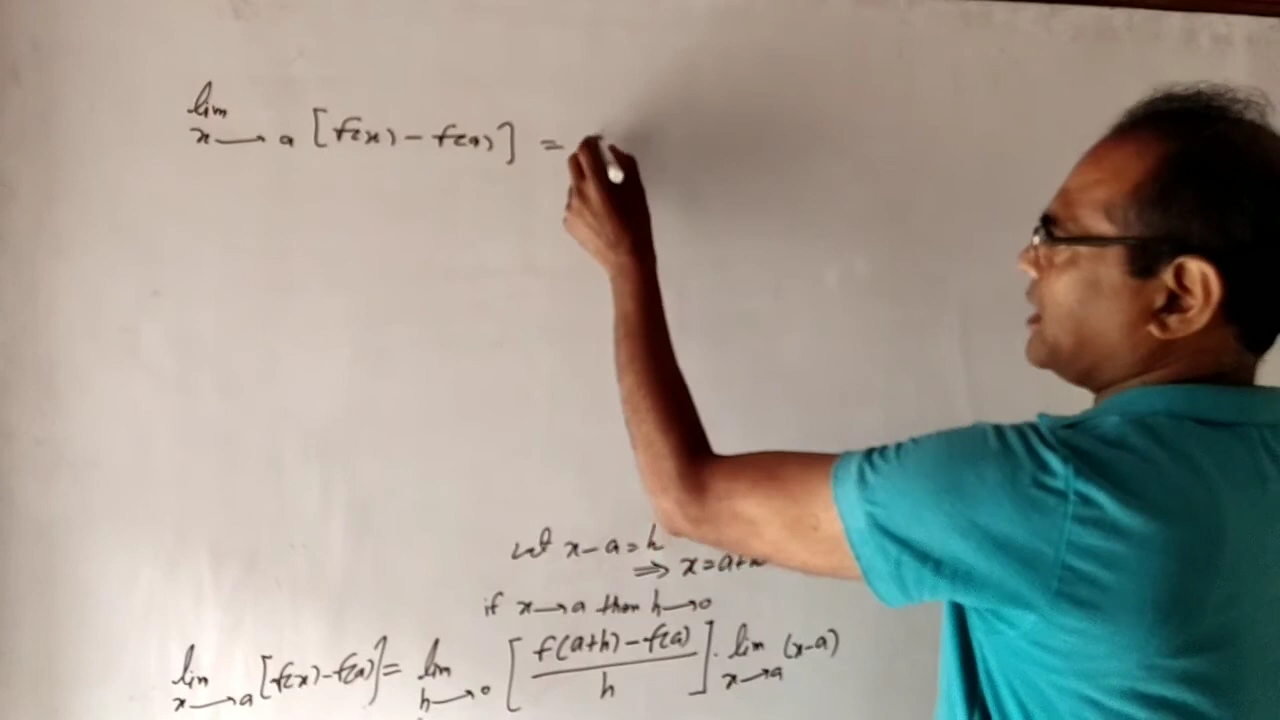 lim
x→a [f(x) - f(a)] =
Let x-a=h
⇒ x=a+h
if x→a then h→0
lim x→a [f(x)-f(a)] = lim h→0 [f(a+h)-f(a) / h] . lim x→a (x-a)